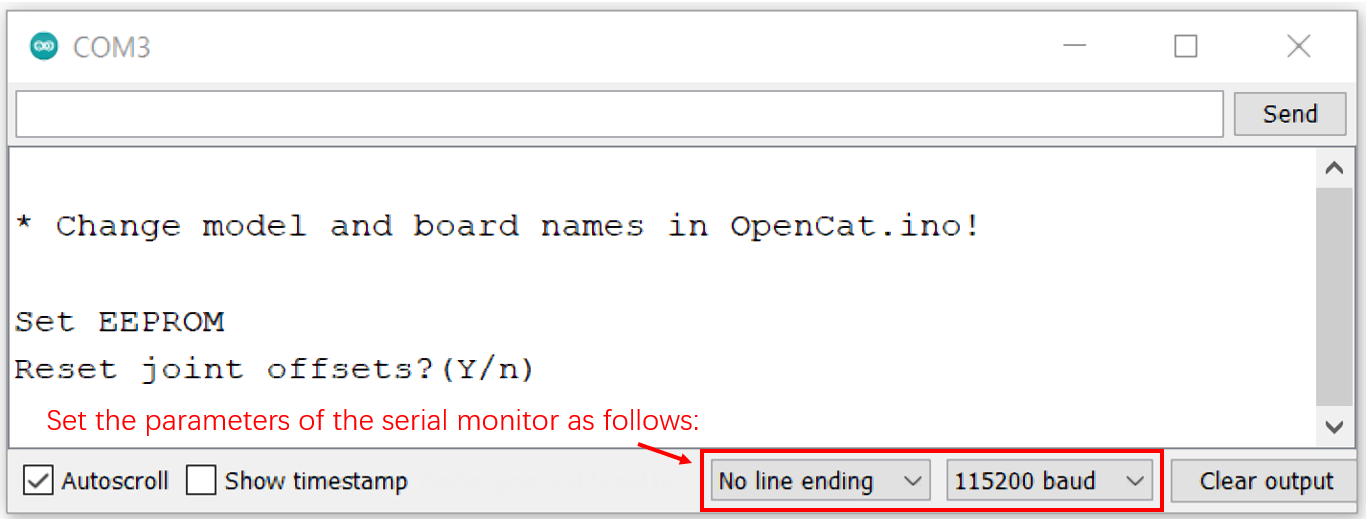 COM3
Send
* Change model and board names in OpenCat.ino!
Set EEPROM
Reset joint offsets?(Y/n)
Set the parameters of the serial monitor as follows:
Autoscroll Show timestamp No line ending 115200 baud Clear output